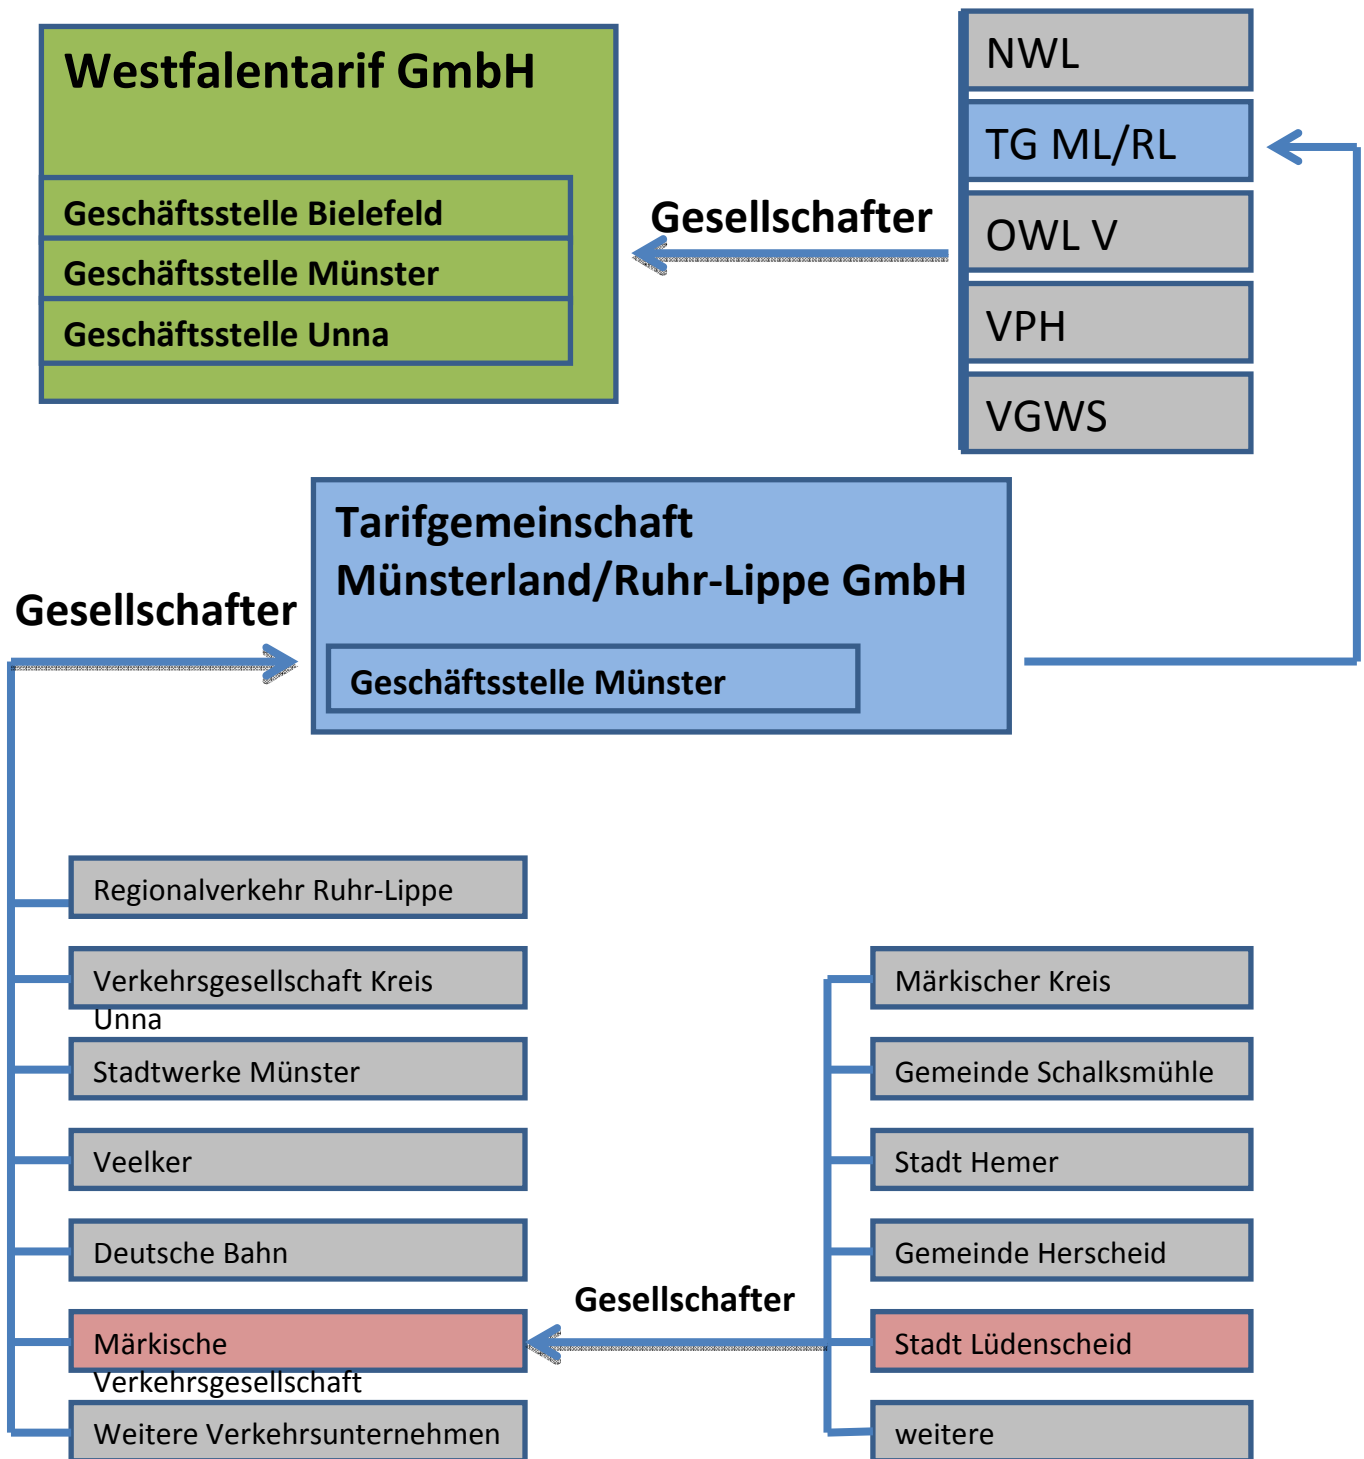 Westfalentarif GmbH
Geschäftsstelle Bielefeld
Geschäftsstelle Münster
Geschäftsstelle Unna
Gesellschafter
NWL
TG ML/RL
OWL V
VPH
VGWS
Tarifgemeinschaft
Münsterland/Ruhr-Lippe GmbH
Geschäftsstelle Münster
Gesellschafter
Regionalverkehr Ruhr-Lippe
Verkehrsgesellschaft Kreis
Unna
Stadtwerke Münster
Veelker
Deutsche Bahn
Märkische
Verkehrsgesellschaft
Weitere Verkehrsunternehmen
Gesellschafter
Märkischer Kreis
Gemeinde Schalksmühle
Stadt Hemer
Gemeinde Herscheid
Stadt Lüdenscheid
weitere